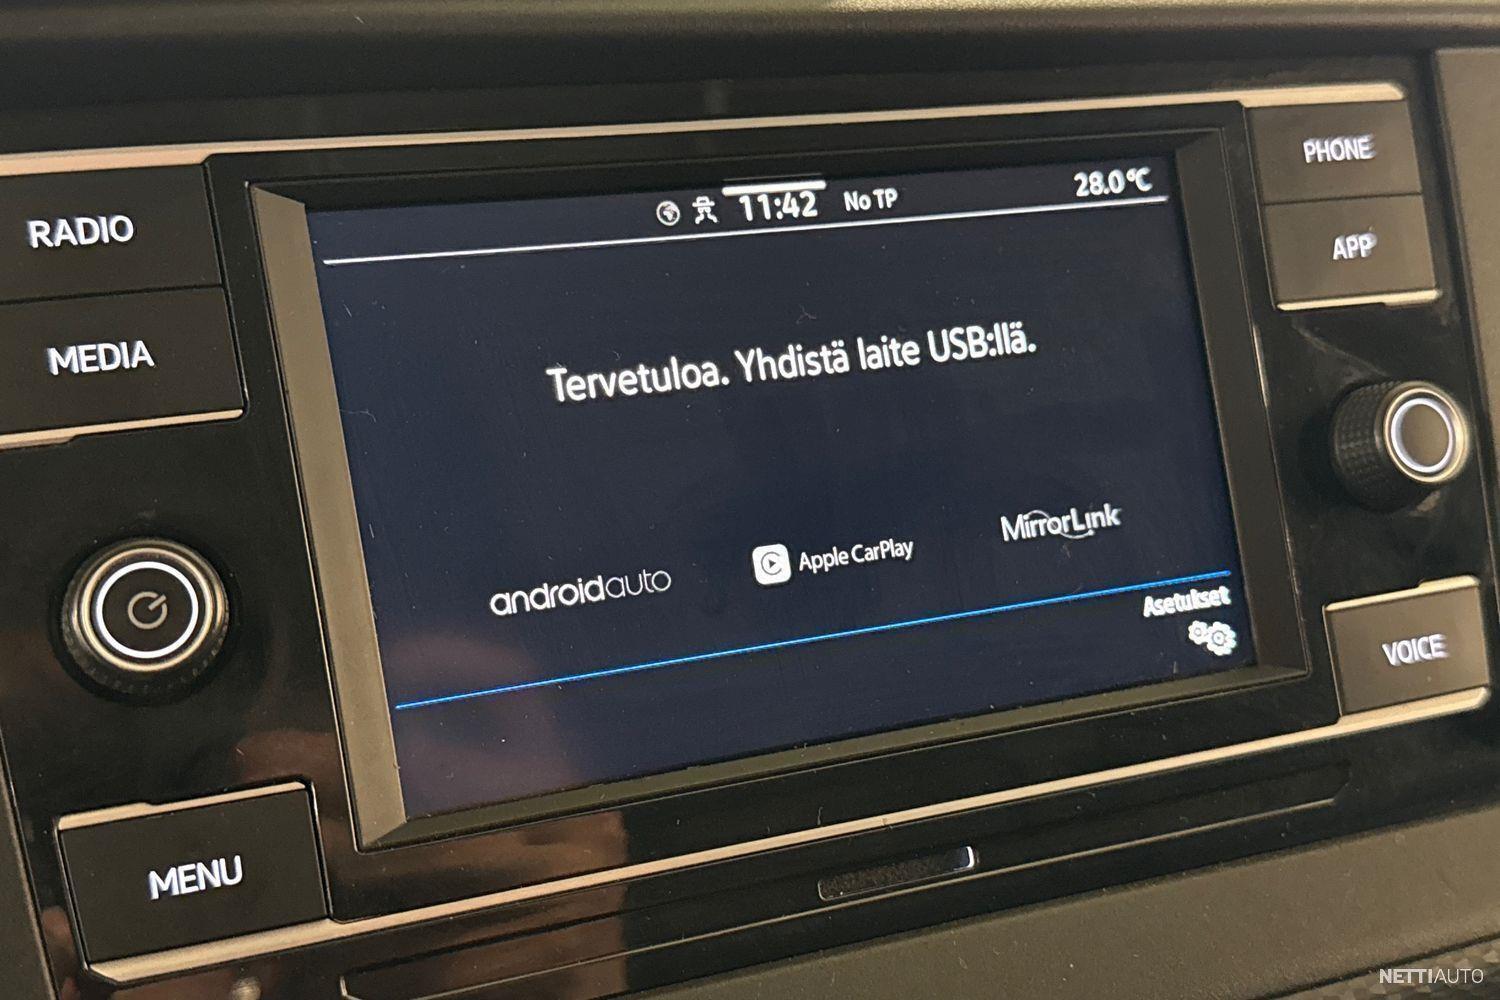 RADIO
MEDIA
MENU
11:42 No TP
28.0°C
Tervetuloa. Yhdistä laite USB:llä.
androidauto
Apple CarPlay
MirrorLink
Asetukset
PHONE
APP
VOICE
NETTIAUTO